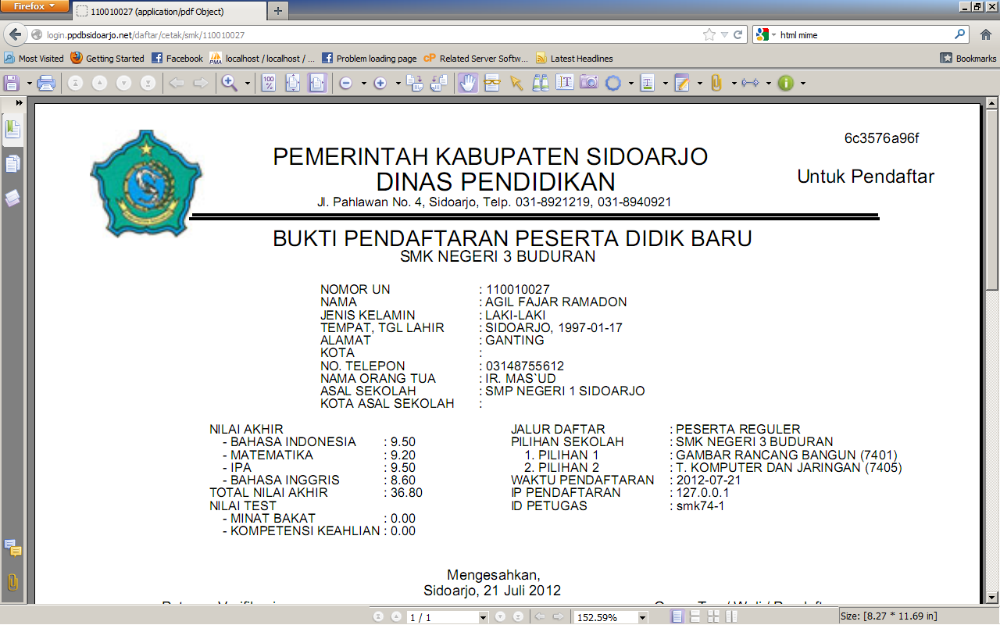 Firefox
110010027 (application/pdf Object)
login.ppdbsidoarjo.net/daftar/cetak/smk/110010027
html mime
Most Visited
Getting Started
Facebook
localhost / localhost / ...
Problem loading page
Related Server Softw...
Latest Headlines
Bookmarks
6c3576a96f
PEMERINTAH KABUPATEN SIDOARJO
Untuk Pendaftar
DINAS PENDIDIKAN
Jl. Pahlawan No. 4, Sidoarjo, Telp. 031-8921219, 031-8940921
BUKTI PENDAFTARAN PESERTA DIDIK BARU
SMK NEGERI 3 BUDURAN
NOMOR UN : 110010027
NAMA : AGIL FAJAR RAMADON
JENIS KELAMIN : LAKI-LAKI
TEMPAT, TGL LAHIR : SIDOARJO, 1997-01-17
ALAMAT : GANTING
KOTA :
NO. TELEPON : 03148755612
NAMA ORANG TUA : IR. MAS`UD
ASAL SEKOLAH : SMP NEGERI 1 SIDOARJO
KOTA ASAL SEKOLAH :
NILAI AKHIR
- BAHASA INDONESIA : 9.50
- MATEMATIKA : 9.20
- IPA : 9.50
- BAHASA INGGRIS : 8.60
TOTAL NILAI AKHIR : 36.80
NILAI TEST
- MINAT BAKAT : 0.00
- KOMPETENSI KEAHLIAN : 0.00
JALUR DAFTAR : PESERTA REGULER
PILIHAN SEKOLAH : SMK NEGERI 3 BUDURAN
1. PILIHAN 1 : GAMBAR RANCANG BANGUN (7401)
2. PILIHAN 2 : T. KOMPUTER DAN JARINGAN (7405)
WAKTU PENDAFTARAN : 2012-07-21
IP PENDAFTARAN : 127.0.0.1
ID PETUGAS : smk74-1
Mengesahkan,
Sidoarjo, 21 Juli 2012
1 / 1
152.59%
Size: [8.27 * 11.69 in]